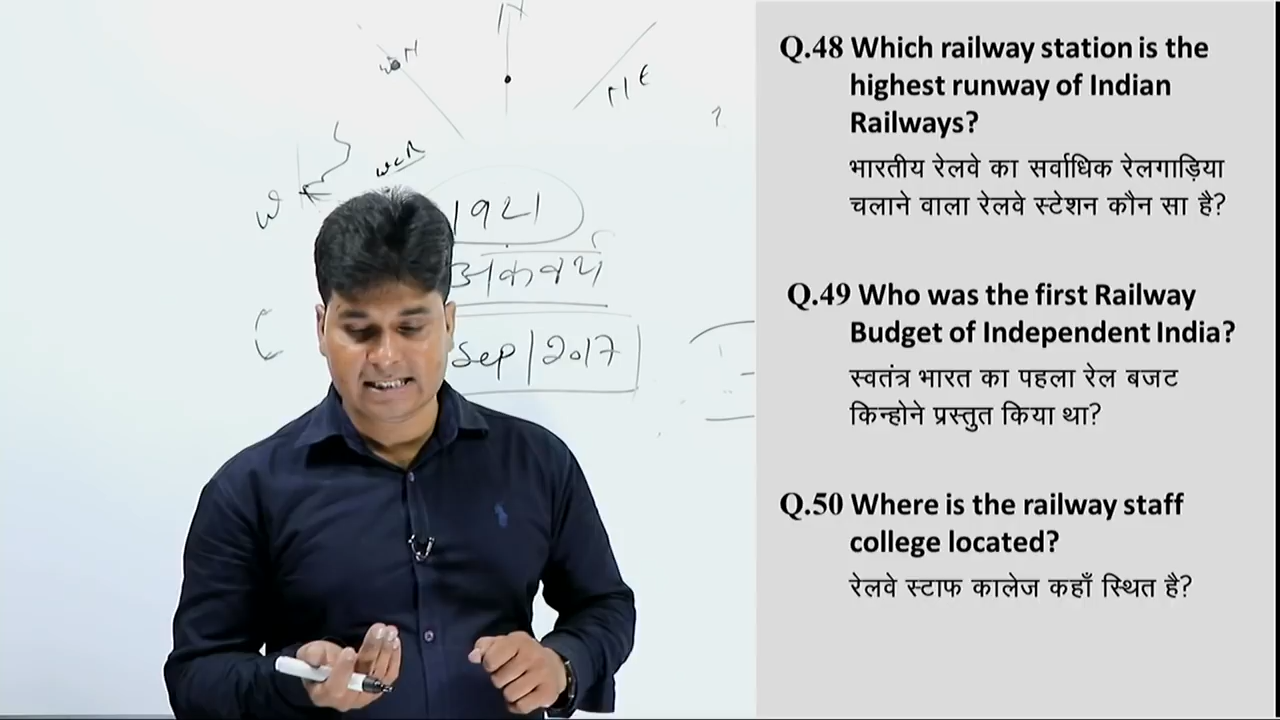 N
N
N E
?
W
WCR
1921
W
अकवर्थ
Sep/2017
Q.48 Which railway station is the
highest runway of Indian
Railways?
भारतीय रेलवे का सर्वाधिक रेलगाड़िया
चलाने वाला रेलवे स्टेशन कौन सा है?
Q.49 Who was the first Railway
Budget of Independent India?
स्वतंत्र भारत का पहला रेल बजट
किन्होने प्रस्तुत किया था?
Q.50 Where is the railway staff
college located?
रेलवे स्टाफ कालेज कहाँ स्थित है?